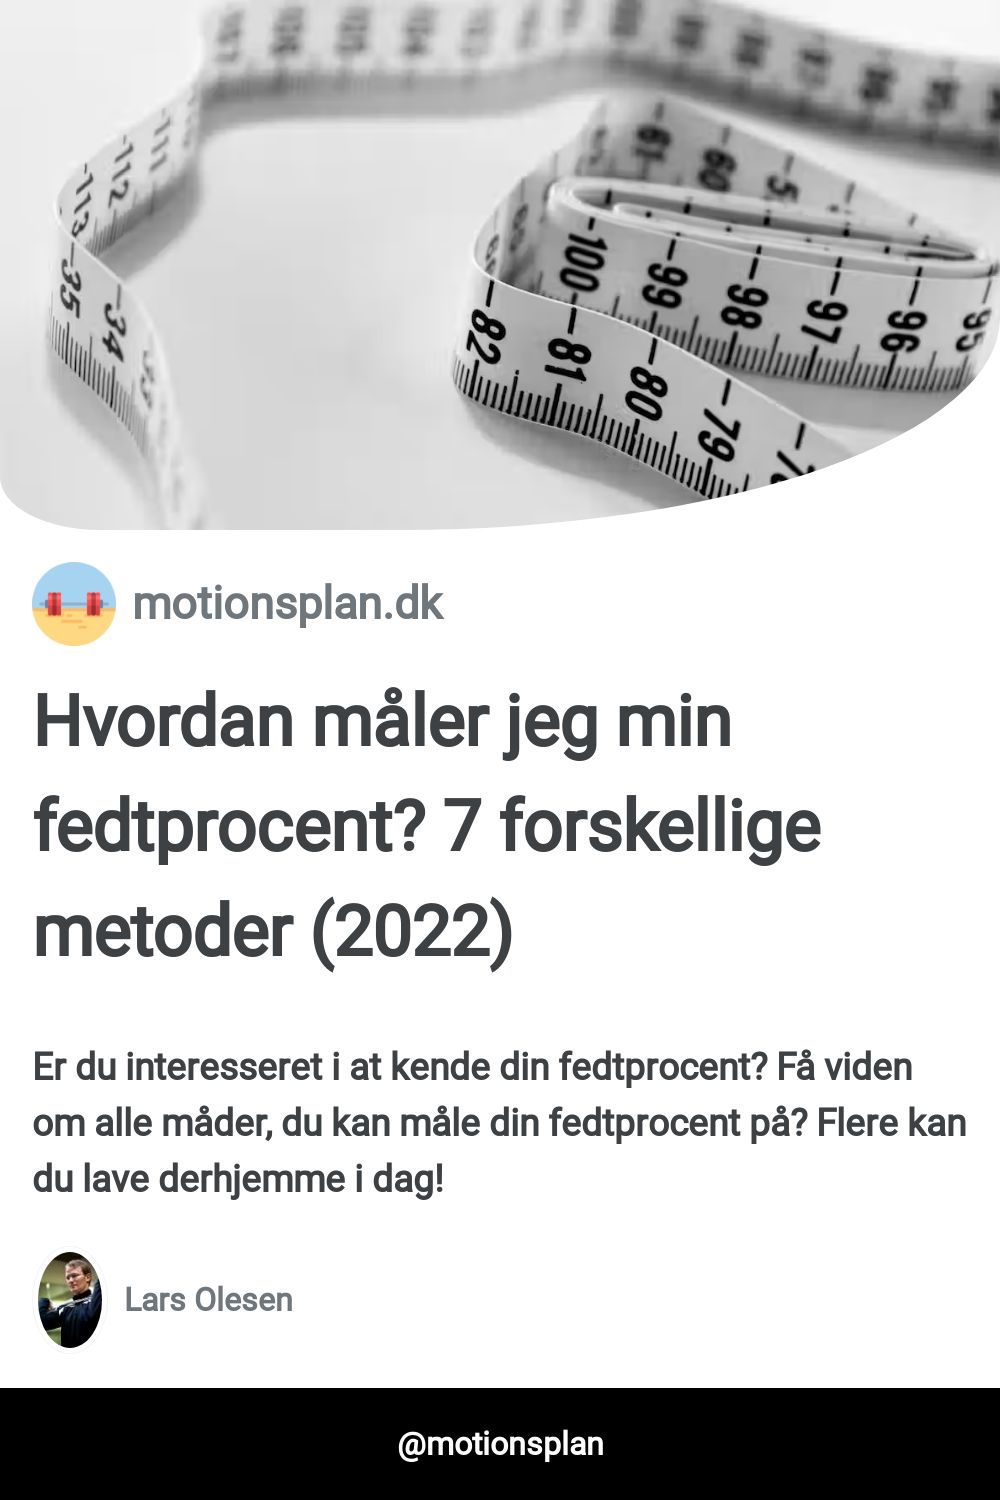 113
112
111
35
34
61
60
100
99
98
97
96
95
82
81
80
79
motionsplan.dk
Hvordan måler jeg min
fedtprocent? 7 forskellige
metoder (2022)
Er du interesseret i at kende din fedtprocent? Få viden
om alle måder, du kan måle din fedtprocent på? Flere kan
du lave derhjemme i dag!
Lars Olesen
@motionsplan